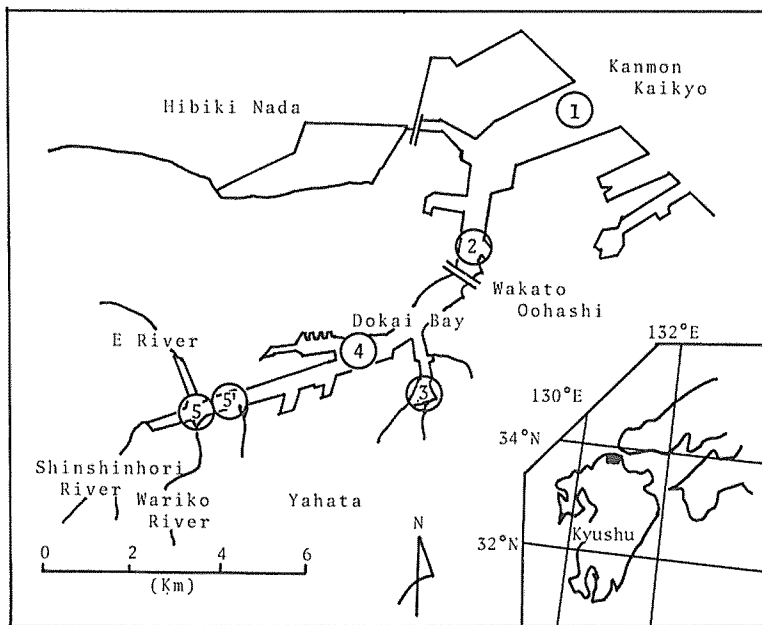 Kanmon
Kaikyo
Hibiki Nada
1
2
Wakato
Oohashi
Dokai Bay
E River
4
3
5
5'
Shinshinhori
River
Wariko
River
Yahata
N
0 2 4 6
(Km)
132°E
130°E
34°N
32°N
Kyushu